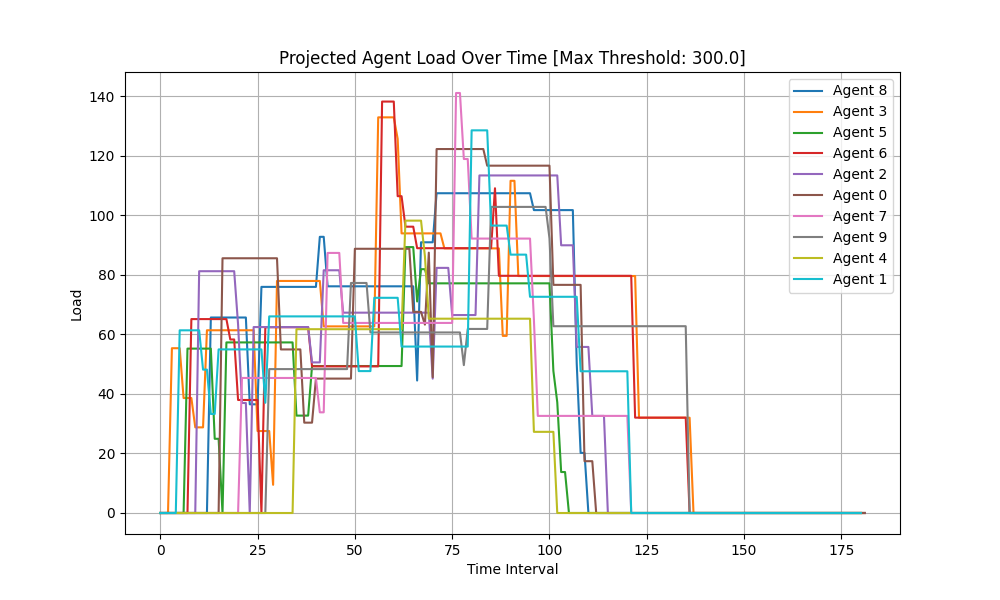 Projected Agent Load Over Time [Max Threshold: 300.0]
Load
140
120
100
80
60
40
20
0
0 25 50 75 100 125 150 175
Time Interval
Agent 8
Agent 3
Agent 5
Agent 6
Agent 2
Agent 0
Agent 7
Agent 9
Agent 4
Agent 1